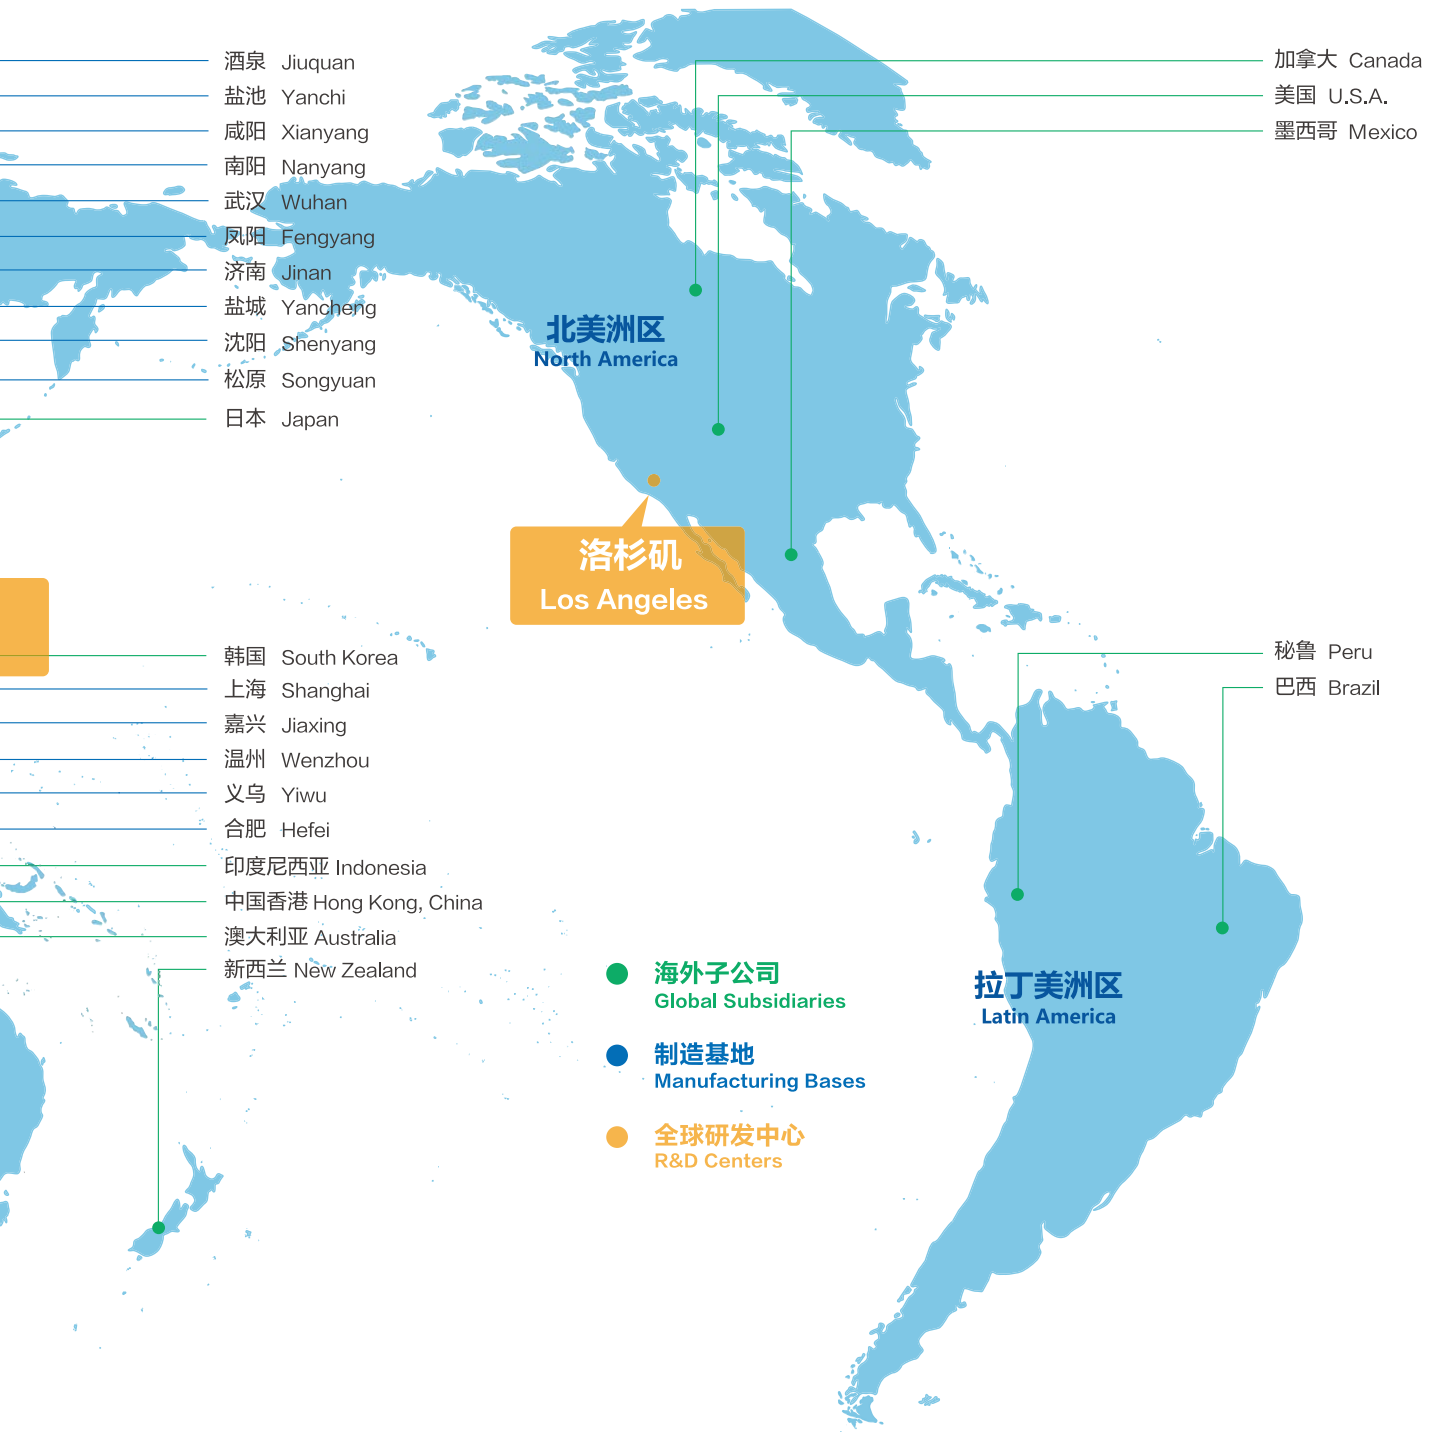 酒泉 Jiuquan
盐池 Yanchi
咸阳 Xianyang
南阳 Nanyang
武汉 Wuhan
凤阳 Fengyang
济南 Jinan
盐城 Yancheng
沈阳 Shenyang
松原 Songyuan
日本 Japan
加拿大 Canada
美国 U.S.A.
墨西哥 Mexico
北美洲区
North America
洛杉矶
Los Angeles
韩国 South Korea
上海 Shanghai
嘉兴 Jiaxing
温州 Wenzhou
义乌 Yiwu
合肥 Hefei
印度尼西亚 Indonesia
中国香港 Hong Kong, China
澳大利亚 Australia
新西兰 New Zealand
秘鲁 Peru
巴西 Brazil
拉丁美洲区
Latin America
海外子公司
Global Subsidiaries
制造基地
Manufacturing Bases
全球研发中心
R&D Centers